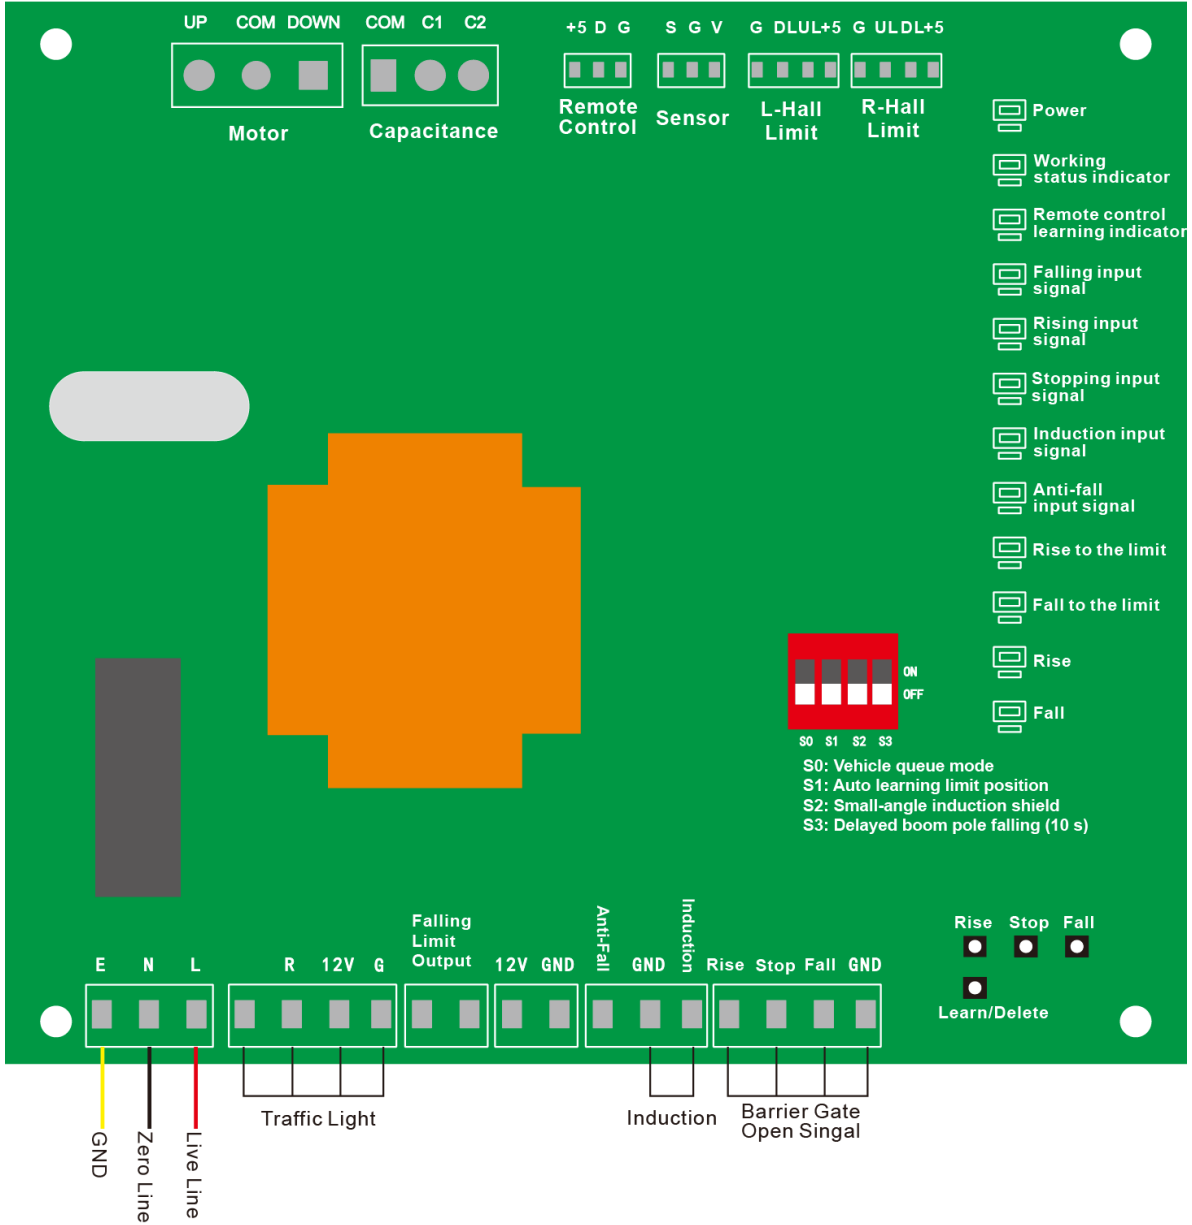 UP COM DOWN
COM C1 C2
+5 D G
S G V
G DL UL +5
G UL DL +5
Motor
Capacitance
Remote
Control
Sensor
L-Hall
Limit
R-Hall
Limit
Power
Working
status indicator
Remote control
learning indicator
Falling input
signal
Rising input
signal
Stopping input
signal
Induction input
signal
Anti-fall
input signal
Rise to the limit
Fall to the limit
Rise
Fall
ON
OFF
S0 S1 S2 S3
S0: Vehicle queue mode
S1: Auto learning limit position
S2: Small-angle induction shield
S3: Delayed boom pole falling (10 s)
Rise Stop Fall
Learn/Delete
E N L
R 12V G
Falling
Limit
Output
12V GND
Anti-Fall
GND
Induction
Rise Stop Fall GND
GND
Zero Line
Live Line
Traffic Light
Induction
Barrier Gate
Open Singal